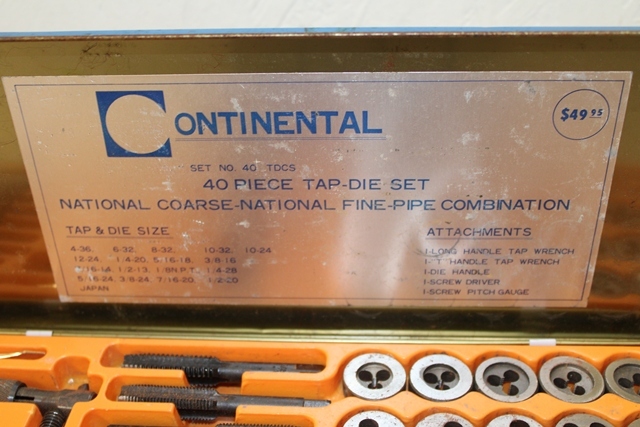 CONTINENTAL
$49 95
SET NO. 40 TDCS
40 PIECE TAP-DIE SET
NATIONAL COARSE-NATIONAL FINE-PIPE COMBINATION
TAP & DIE SIZE
4-36. 6-32. 8-32. 10-32. 10-24
12-24. 1/4-20. 5/16-18. 3/8-16
7/16-14. 1/2-13. 1/8N.P.T. 1/4-28
5/16-24. 3/8-24. 7/16-20. 1/2-20
JAPAN
ATTACHMENTS
1-LONG HANDLE TAP WRENCH
1-T HANDLE TAP WRENCH
1-DIE HANDLE
1-SCREW DRIVER
1-SCREW PITCH GAUGE